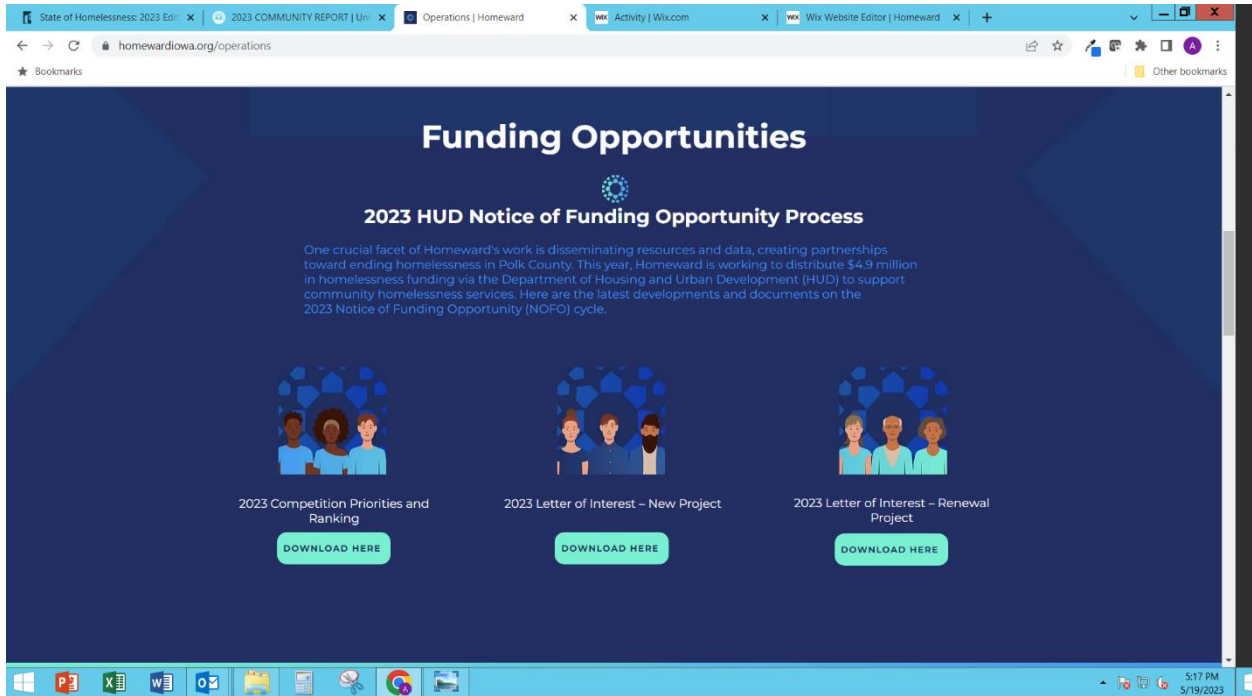 State of Homelessness: 2023 Edi
2023 COMMUNITY REPORT | Uni
Operations | Homeward
WIX Activity | Wix.com
WIX Wix Website Editor | Homeward
homewardiowa.org/operations
A
Bookmarks
Other bookmarks
Funding Opportunities
2023 HUD Notice of Funding Opportunity Process
One crucial facet of Homeward's work is disseminating resources and data, creating partnerships
toward ending homelessness in Polk County. This year, Homeward is working to distribute $4.9 million
in homelessness funding via the Department of Housing and Urban Development (HUD) to support
community homelessness services. Here are the latest developments and documents on the
2023 Notice of Funding Opportunity (NOFO) cycle.
2023 Competition Priorities and
Ranking
DOWNLOAD HERE
2023 Letter of Interest – New Project
DOWNLOAD HERE
2023 Letter of Interest – Renewal
Project
DOWNLOAD HERE
5:17 PM
5/19/2023